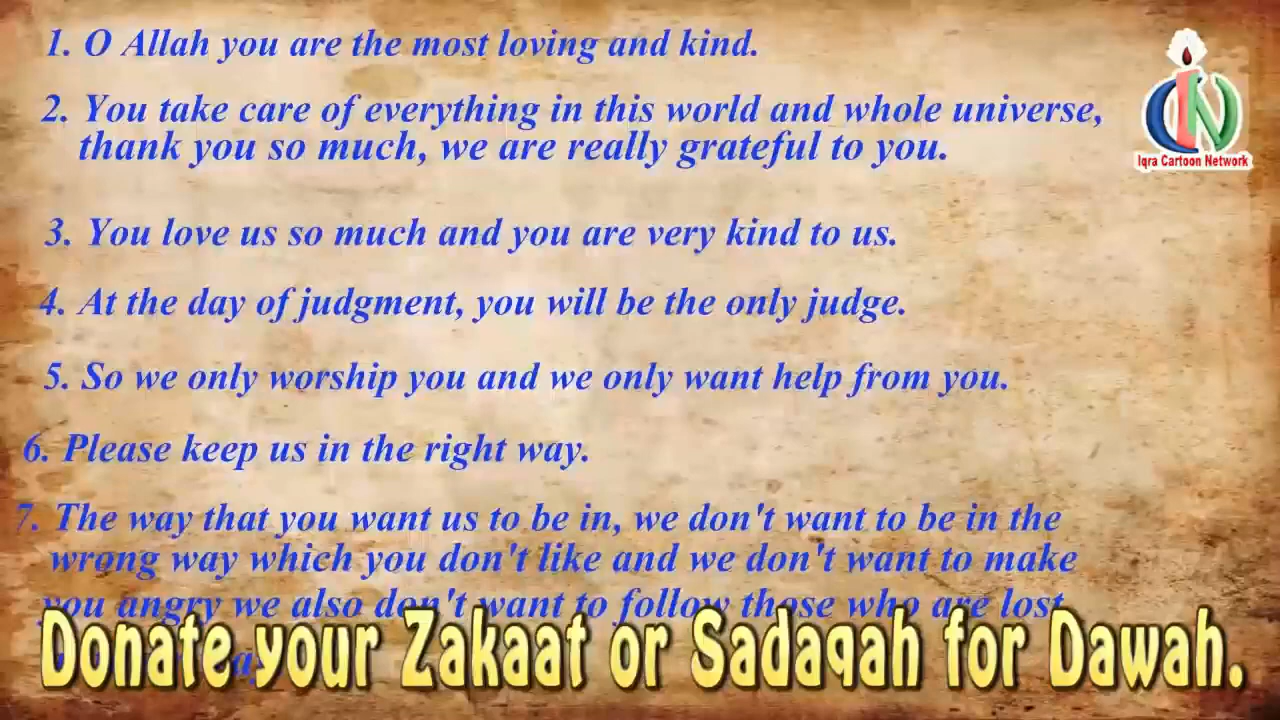 1. O Allah you are the most loving and kind.
2. You take care of everything in this world and whole universe,
thank you so much, we are really grateful to you.
3. You love us so much and you are very kind to us.
4. At the day of judgment, you will be the only judge.
5. So we only worship you and we only want help from you.
6. Please keep us in the right way.
7. The way that you want us to be in, we don't want to be in the
wrong way which you don't like and we don't want to make
you angry we also don't want to follow those who are lost
Donate your Zakaat or Sadaqah for Dawah.
Iqra Cartoon Network